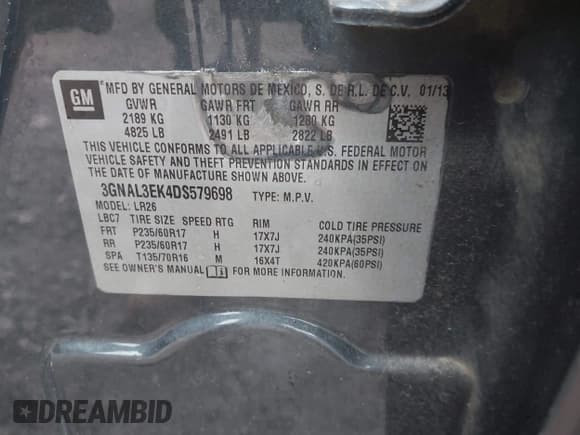 GM MFD BY GENERAL MOTORS DE MEXICO, S. DE R.L. DE C.V. 01/13
GVWR GAWR FRT GAWR RR
2189 KG 1130 KG 1280 KG
4825 LB 2491 LB 2822 LB
THIS VEHICLE CONFORMS TO ALL APPLICABLE U.S. FEDERAL MOTOR
VEHICLE SAFETY AND THEFT PREVENTION STANDARDS IN EFFECT ON
THE DATE OF MANUFACTURE SHOWN ABOVE.
3GNAL3EK4DS579698 TYPE: M.P.V.
MODEL: LR26
LBC7 TIRE SIZE SPEED RTG RIM COLD TIRE PRESSURE
FRT P235/60R17 H 17X7J 240KPA(35PSI)
RR P235/60R17 H 17X7J 240KPA(35PSI)
SPA T135/70R16 M 16X4T 420KPA(60PSI)
SEE OWNER'S MANUAL FOR MORE INFORMATION.
DREAMBID